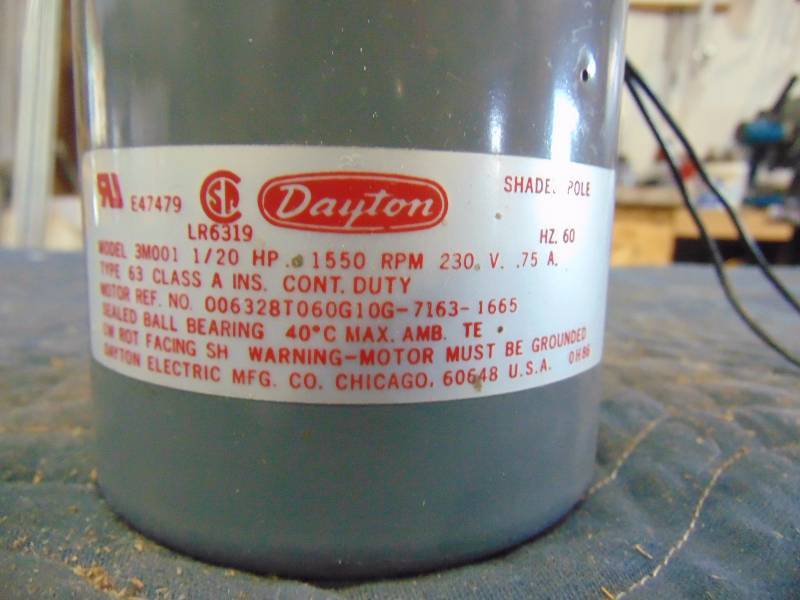 E47479 SA Dayton SHADED POLE
LR6319 HZ. 60
MODEL 3M001 1/20 HP. 1550 RPM 230 V. .75 A.
TYPE 63 CLASS A INS. CONT. DUTY
MOTOR REF. NO. 006328T060G10G-7163-1665
SEALED BALL BEARING 40°C MAX. AMB. TE
CW ROT FACING SH WARNING-MOTOR MUST BE GROUNDED
DAYTON ELECTRIC MFG. CO. CHICAGO, 60648 U.S.A. 0H86